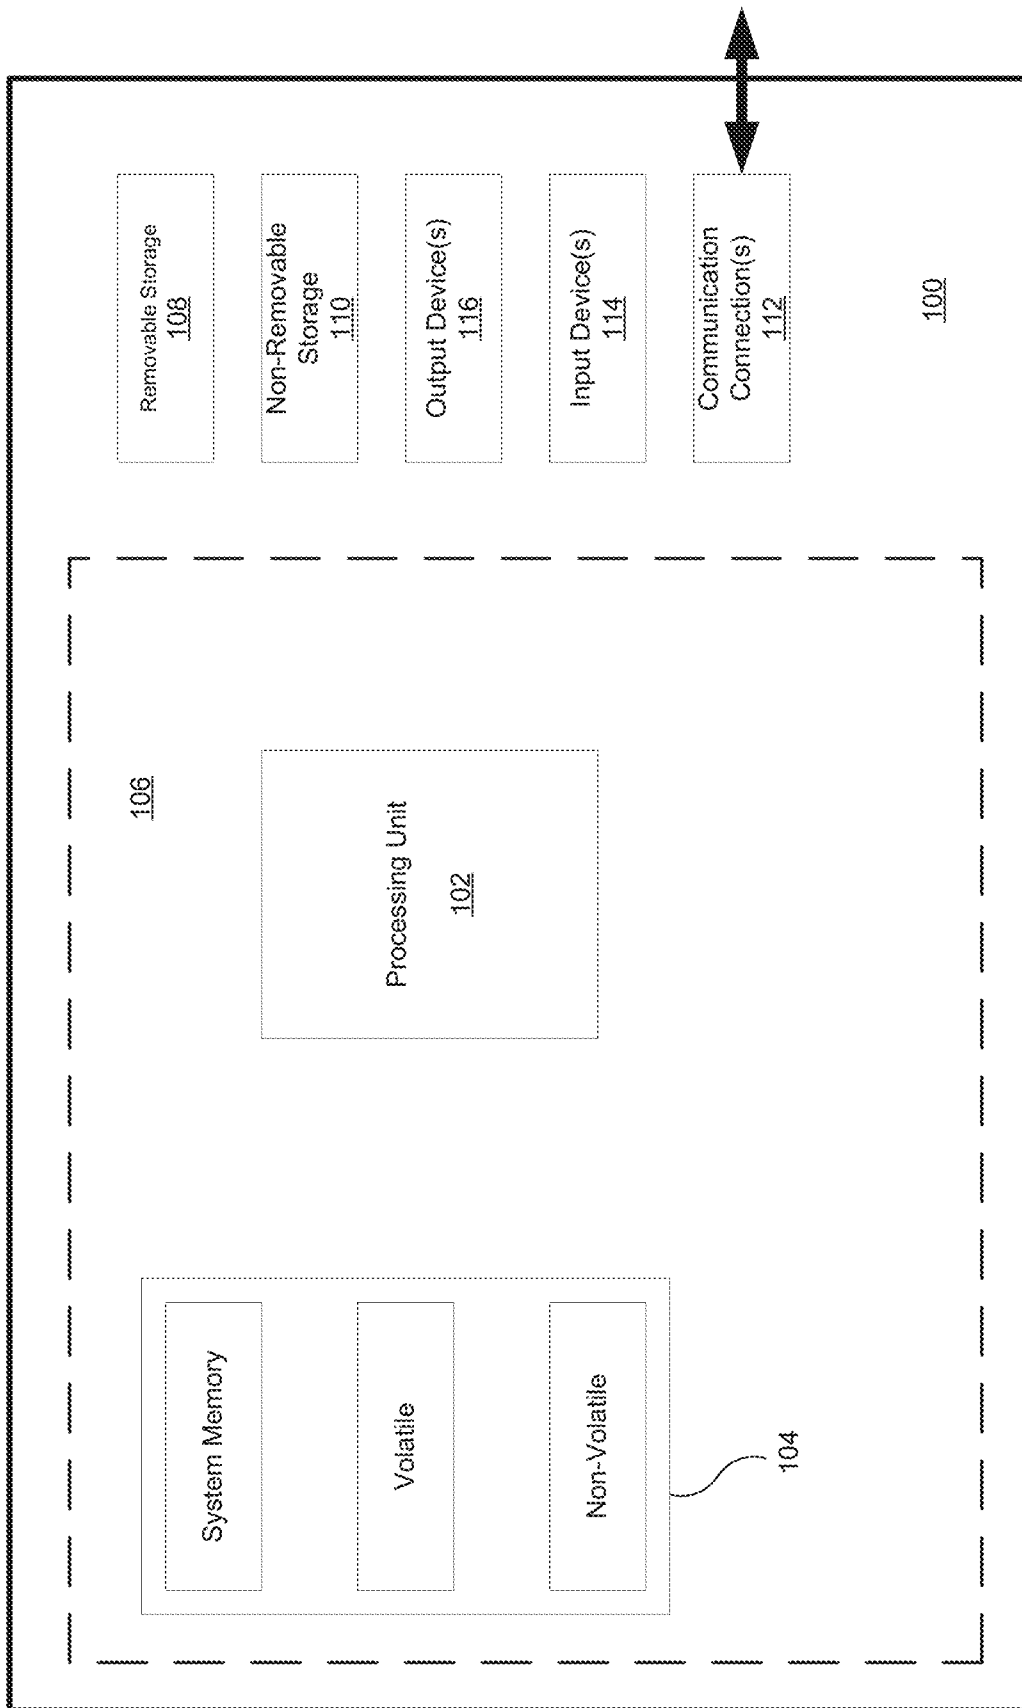 System Memory
Volatile
Non-Volatile
104
106
Processing Unit
102
Removable Storage
108
Non-Removable
Storage
110
Output Device(s)
116
Input Device(s)
114
Communication
Connection(s)
112
100